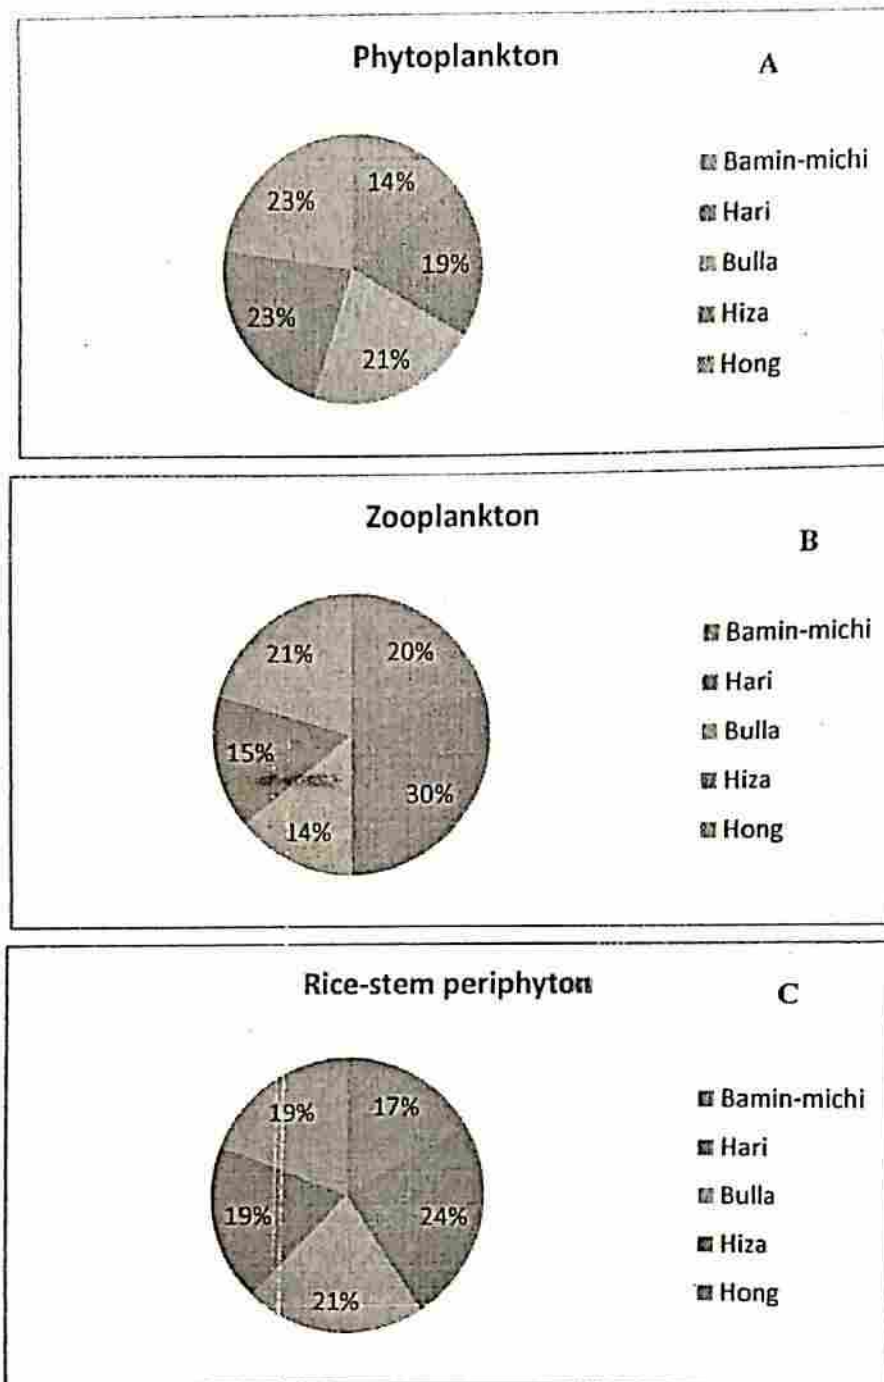 Phytoplankton
A
14%
19%
21%
23%
23%
Bamin-michi
Hari
Bulla
Hiza
Hong
Zooplankton
B
20%
30%
14%
15%
21%
Bamin-michi
Hari
Bulla
Hiza
Hong
Rice-stem periphyton
C
17%
24%
21%
19%
19%
Bamin-michi
Hari
Bulla
Hiza
Hong